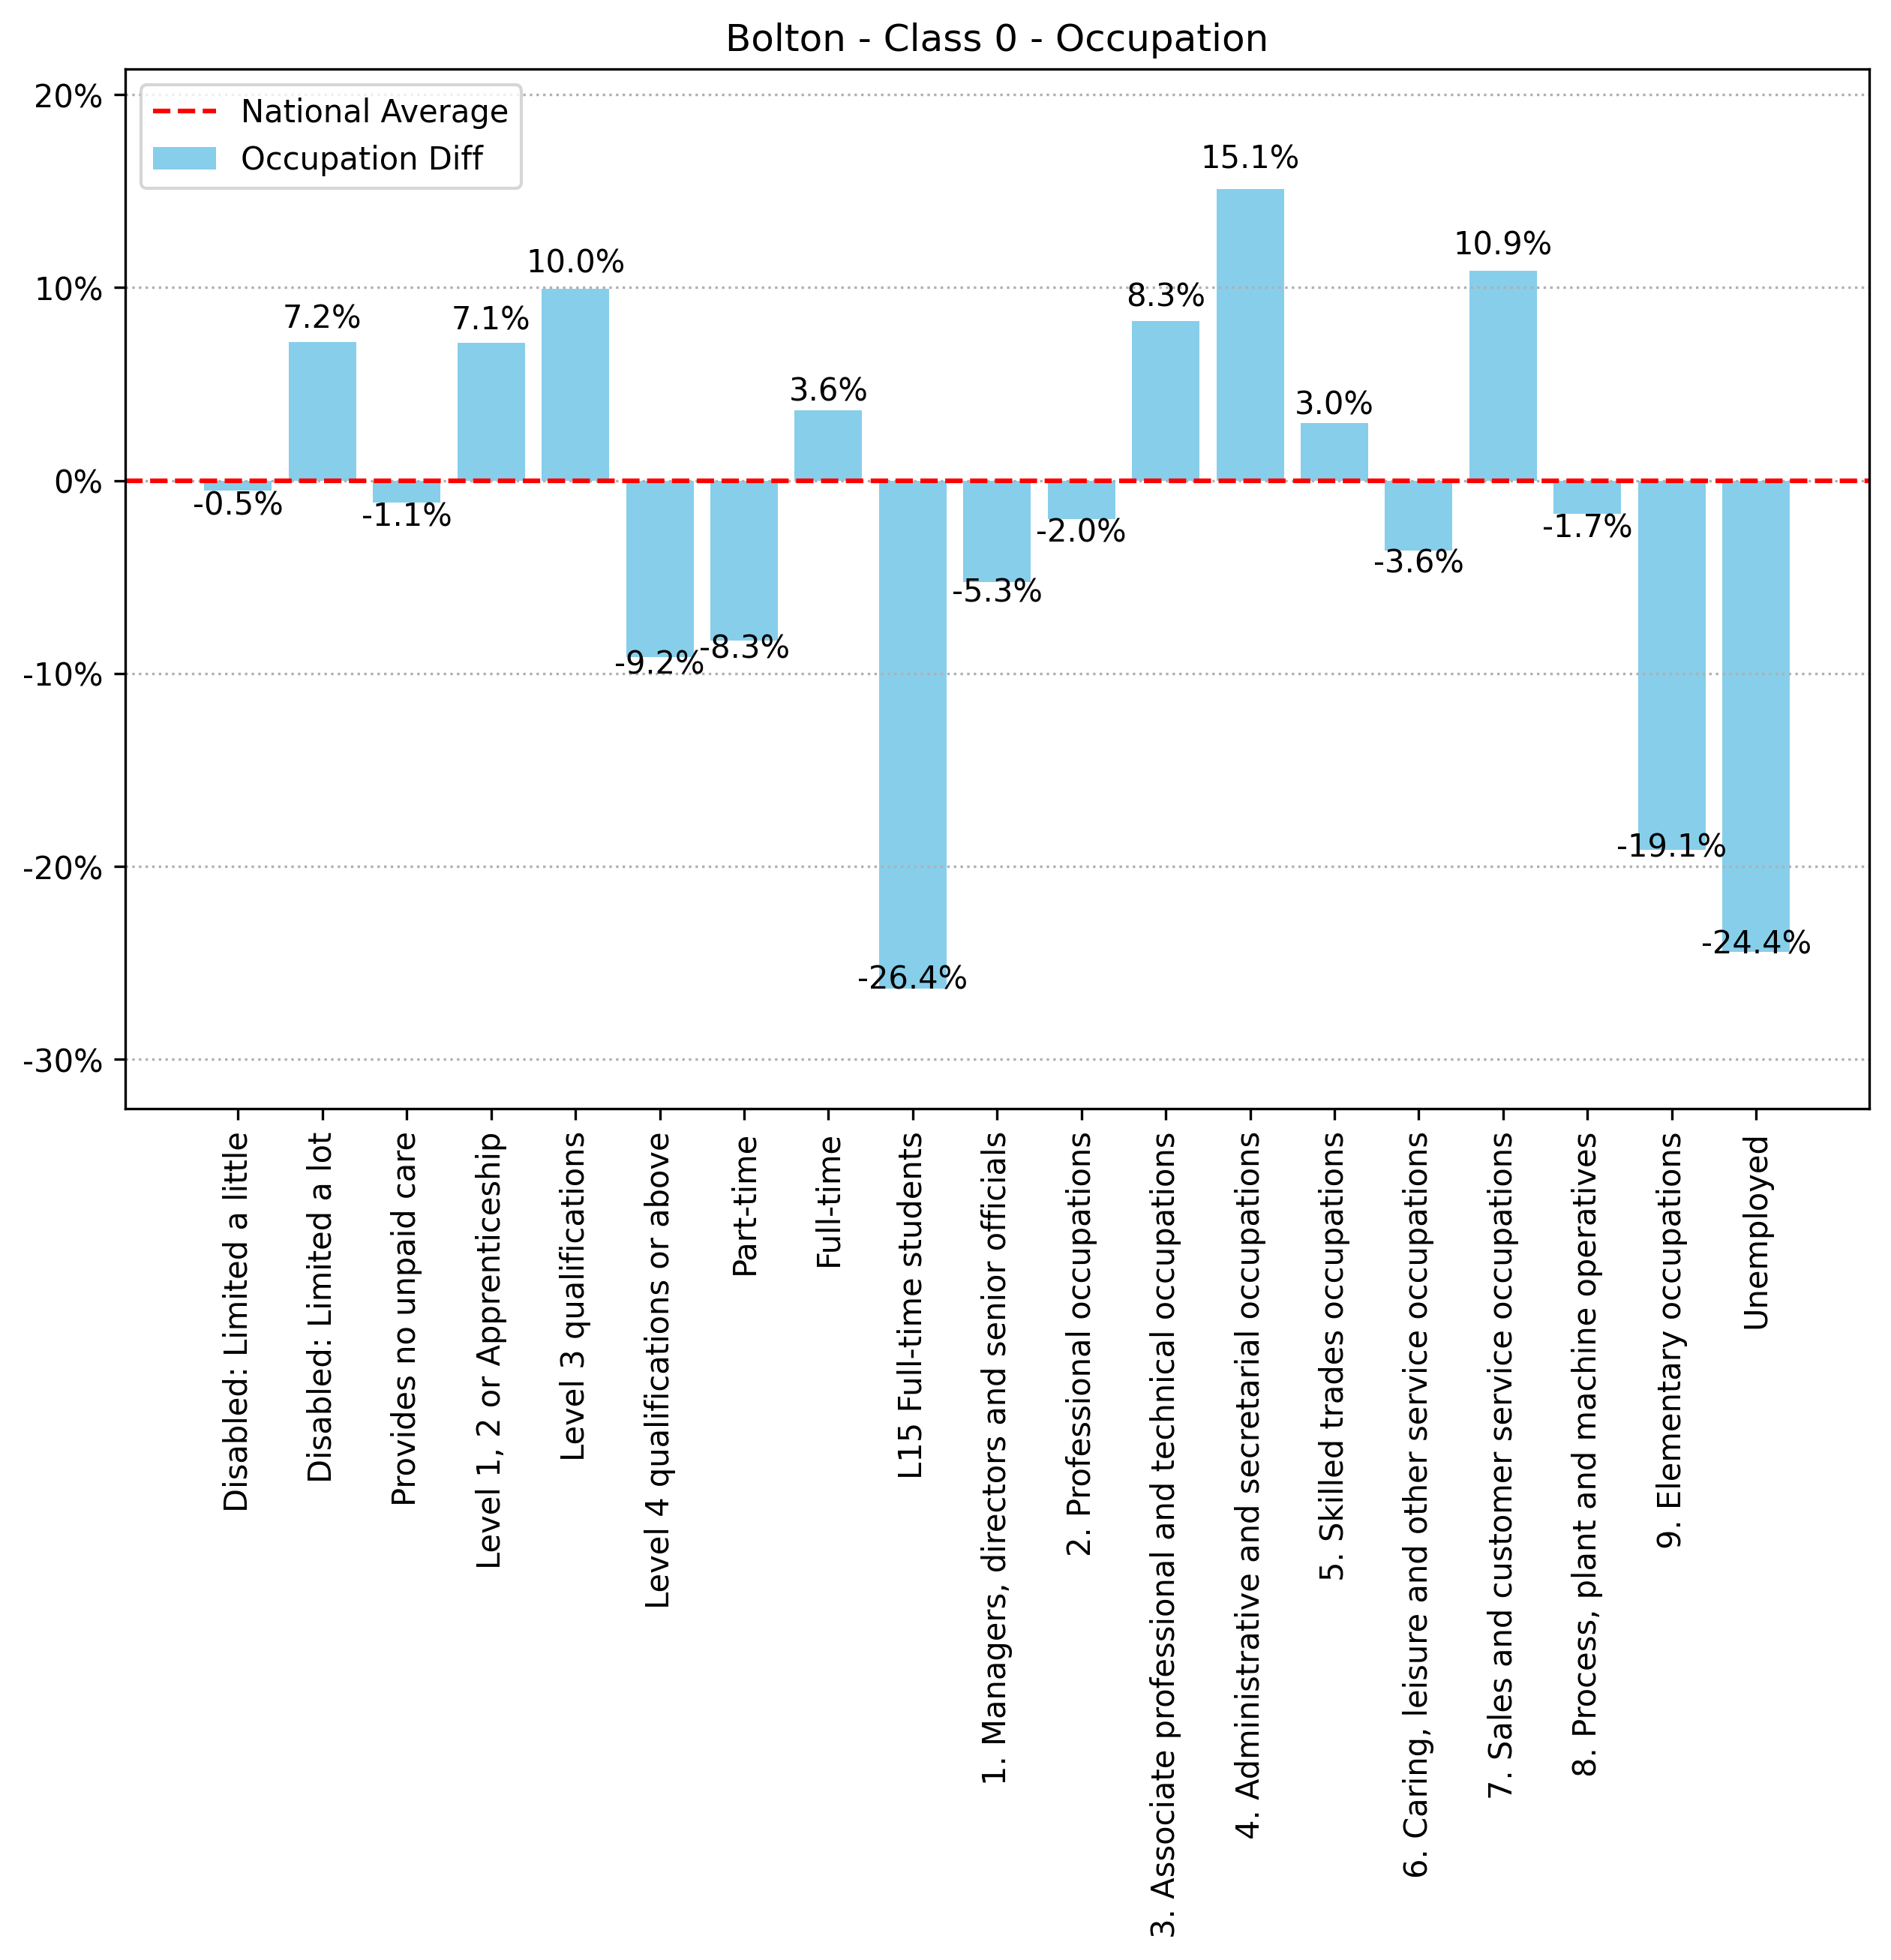 Bolton - Class 0 - Occupation
National Average
Occupation Diff
20%
10%
0%
-10%
-20%
-30%
-0.5%
7.2%
-1.1%
7.1%
10.0%
-9.2%
-8.3%
3.6%
-26.4%
-5.3%
-2.0%
8.3%
15.1%
3.0%
-3.6%
10.9%
-1.7%
-19.1%
-24.4%
Disabled: Limited a little
Disabled: Limited a lot
Provides no unpaid care
Level 1, 2 or Apprenticeship
Level 3 qualifications
Level 4 qualifications or above
Part-time
Full-time
L15 Full-time students
1. Managers, directors and senior officials
2. Professional occupations
3. Associate professional and technical occupations
4. Administrative and secretarial occupations
5. Skilled trades occupations
6. Caring, leisure and other service occupations
7. Sales and customer service occupations
8. Process, plant and machine operatives
9. Elementary occupations
Unemployed